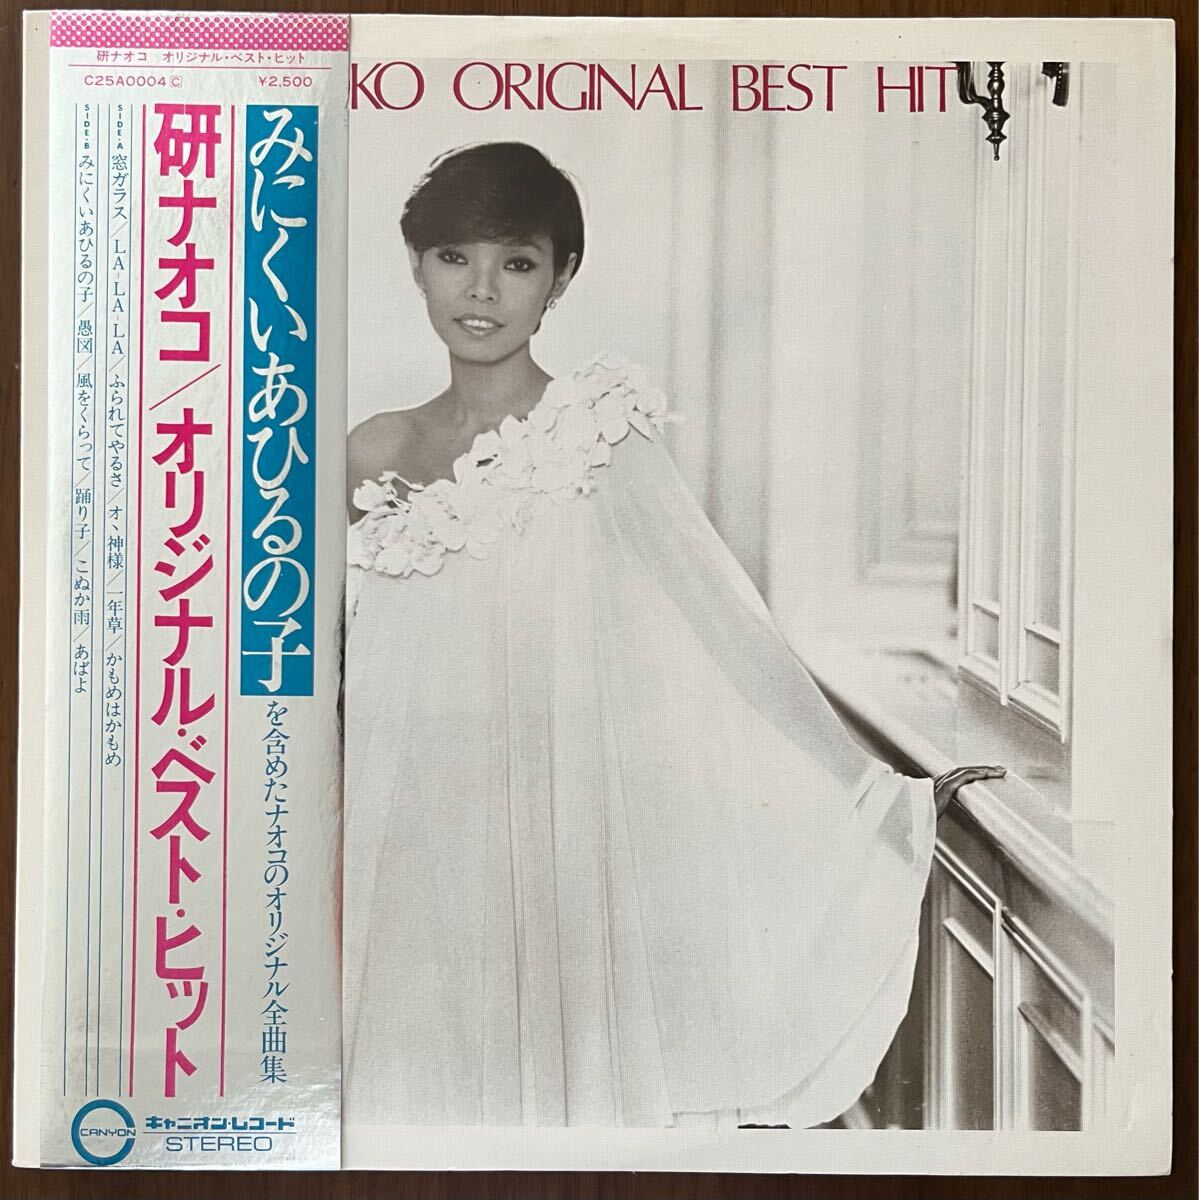 研ナオコ オリジナル・ベスト・ヒット
C25A0004 C ¥2,500
KO ORIGINAL BEST HIT
みにくいあひるの子を含めたナオコのオリジナル全曲集
研ナオコ/オリジナル・ベスト・ヒット
SIDE・A 窓ガラス/LA-LA-LA/ふられてやるさ/オヽ神様/一年草/かもめはかもめ
SIDE・B みにくいあひるの子/愚図/風をくらって/踊り子/こぬか雨/あばよ
CANYON キャニオン・レコード
STEREO